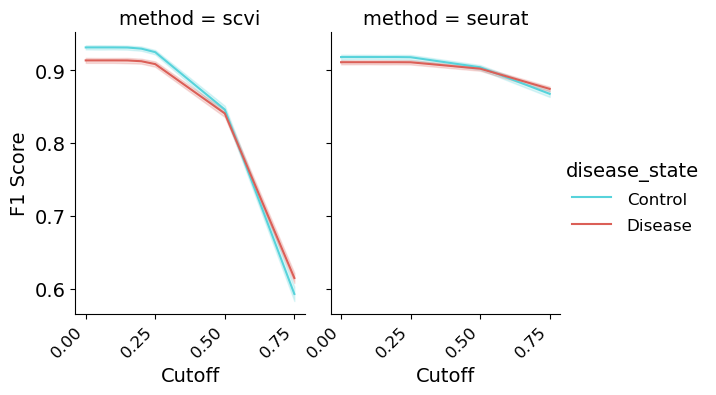 method = scvi
method = seurat
F1 Score
0.9
0.8
0.7
0.6
0.00
0.25
0.50
0.75
0.00
0.25
0.50
0.75
Cutoff
Cutoff
disease_state
Control
Disease